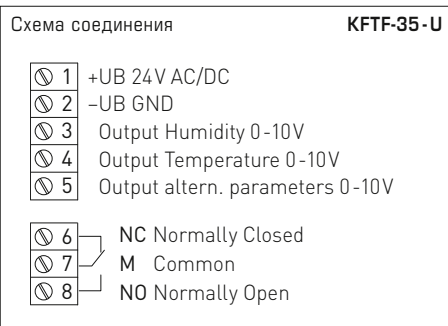 Схема соединения KFTF-35-U
1 +UB 24V AC/DC
2 –UB GND
3 Output Humidity 0-10V
4 Output Temperature 0-10V
5 Output altern. parameters 0-10V
6 NC Normally Closed
7 M Common
8 NO Normally Open